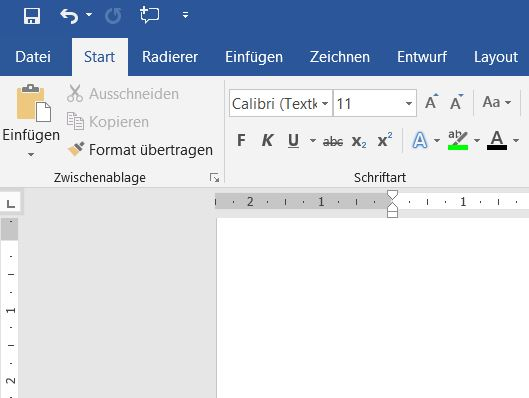 Datei Start Radierer Einfügen Zeichnen Entwurf Layout
Ausschneiden
Kopieren
Format übertragen
Einfügen
Zwischenablage
Calibri (Textk 11 A A Aa
F K U abc x₂ x² A ab A
Schriftart
L
2 1 1
1
2